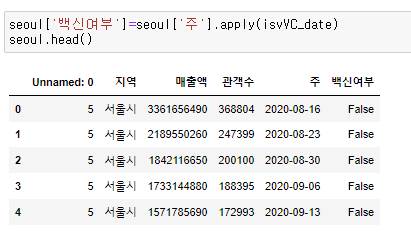 seoul['백신여부']=seoul['주'].apply(isvVC_date)
seoul.head()
Unnamed: 0 지역 매출액 관객수 주 백신여부
0 5 서울시 3361656490 368804 2020-08-16 False
1 5 서울시 2189550260 247399 2020-08-23 False
2 5 서울시 1842116650 200100 2020-08-30 False
3 5 서울시 1733144880 188395 2020-09-06 False
4 5 서울시 1571785690 172993 2020-09-13 False